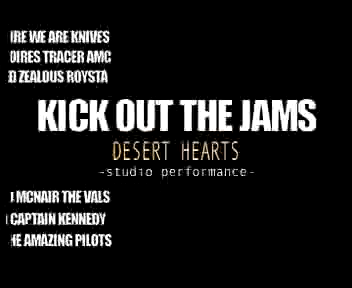 IRE WE ARE KNIVES
OIRES TRACER AMC
D ZEALOUS ROYSTA
KICK OUT THE JAMS
DESERT HEARTS
-studio performance-
MCNAIR THE VALS
CAPTAIN KENNEDY
HE AMAZING PILOTS